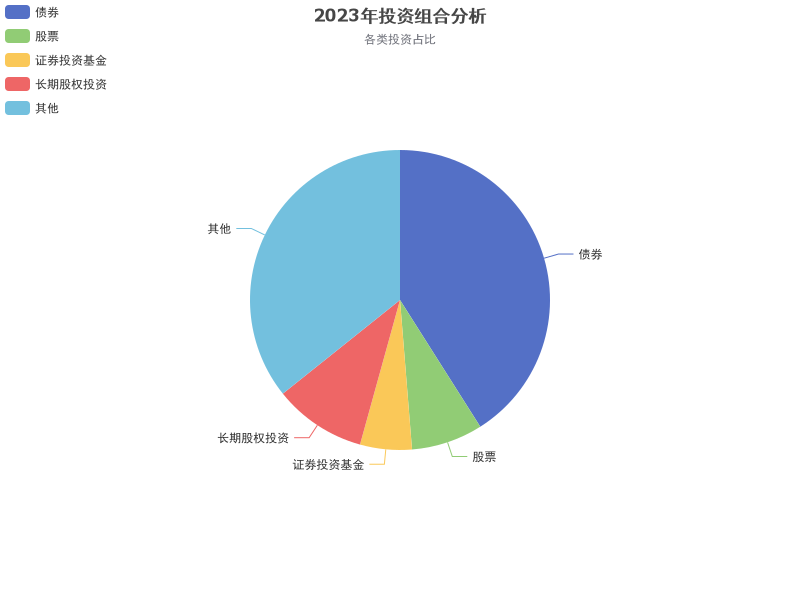 2023年投资组合分析
各类投资占比
债券
股票
证券投资基金
长期股权投资
其他
其他
债券
长期股权投资
证券投资基金
股票